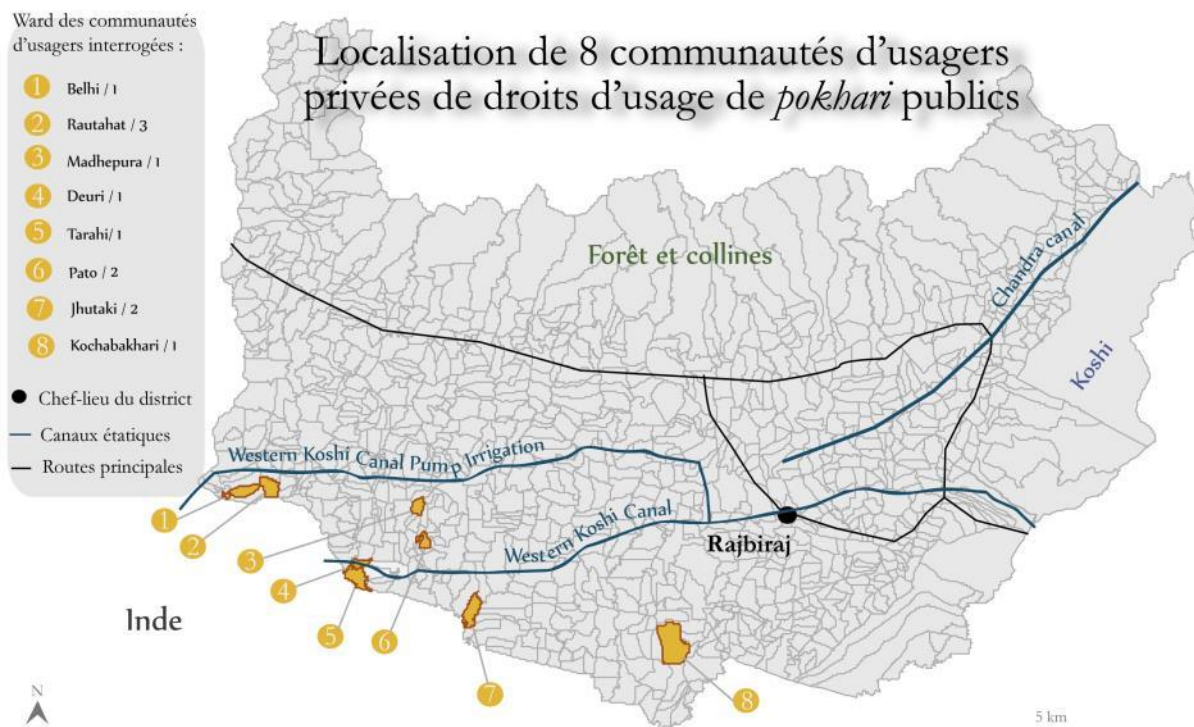 Ward des communautés
d'usagers interrogées :
1 Belhi / 1
2 Rautahat / 3
3 Madhepura / 1
4 Deuri / 1
5 Tarahi/ 1
6 Pato / 2
7 Jhutaki / 2
8 Kochabakhari / 1
Chef-lieu du district
Canaux étatiques
Routes principales
Localisation de 8 communautés d'usagers
privées de droits d'usage de pokhari publics
Forêt et collines
Chandra canal
Koshi
Western Koshi Canal Pump Irrigation
Western Koshi Canal
Rajbiraj
Inde
1
2
3
4
5
6
7
8
N
5 km